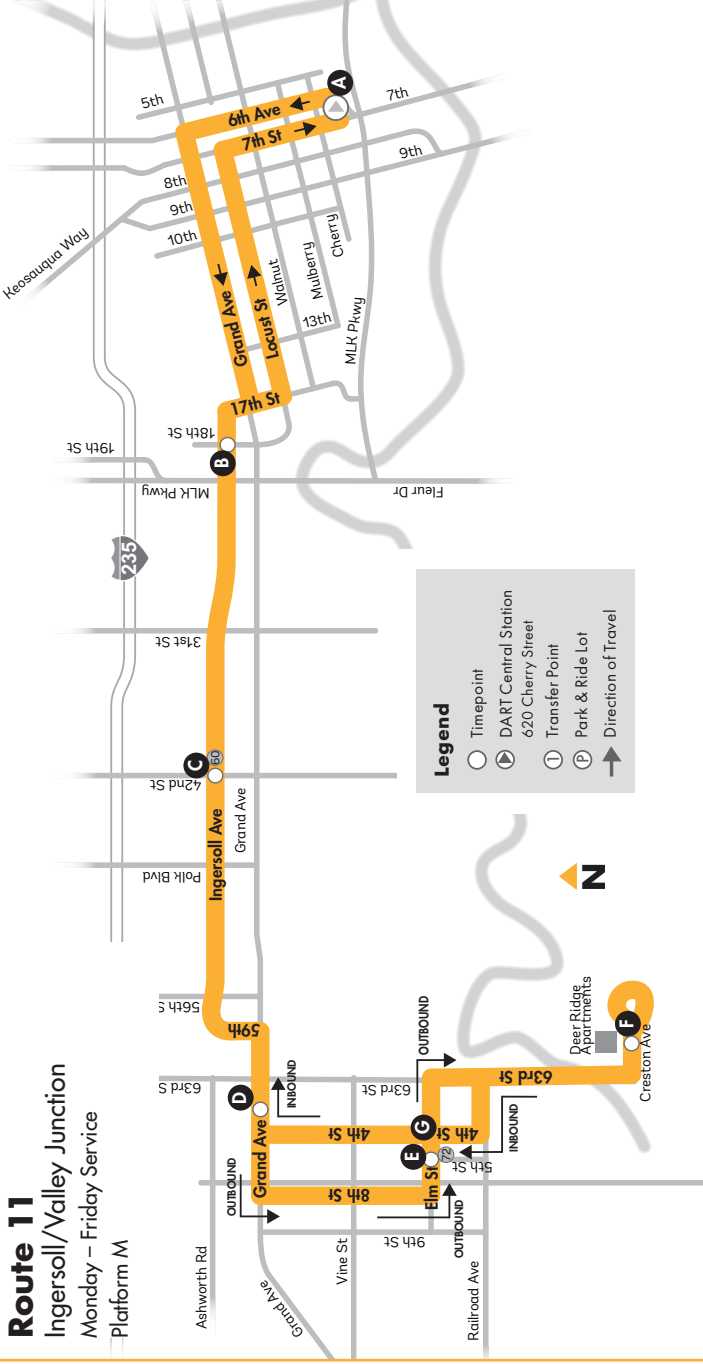 Route 11
Ingersoll/Valley Junction
Monday – Friday Service
Platform M
Keosauqua Way
5th
6th Ave
7th St
A
7th
8th
9th
9th
10th
Grand Ave
Locust St
Walnut
Mulberry
Cherry
13th
MLK Pkwy
17th St
18th St
19th St
B
MLK Pkwy
Fleur Dr
235
31st St
C
60
42nd St
Grand Ave
Polk Blvd
Ingersoll Ave
56th S
59th
63rd S
D
INBOUND
Grand Ave
OUTBOUND
Ashworth Rd
Grand Ave
Vine St
4th St
8th St
63rd St
OUTBOUND
G
4th St
E
72
5th St
Elm St
INBOUND
OUTBOUND
9th St
Railroad Ave
63rd St
Deer Ridge
Apartments
F
Creston Ave
N
Legend
Timepoint
DART Central Station
620 Cherry Street
1 Transfer Point
P Park & Ride Lot
Direction of Travel